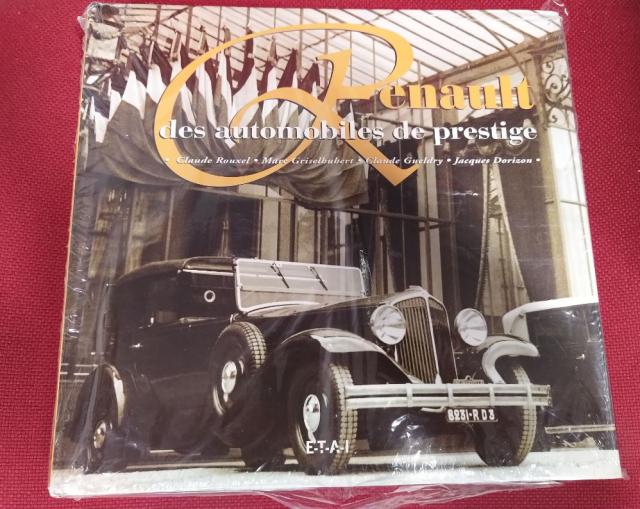 Renault
des automobiles de prestige
• Claude Rouxel • Marc Griselhubert • Claude Gueldry • Jacques Dorizon •
8231-RD3
E-T-A-I